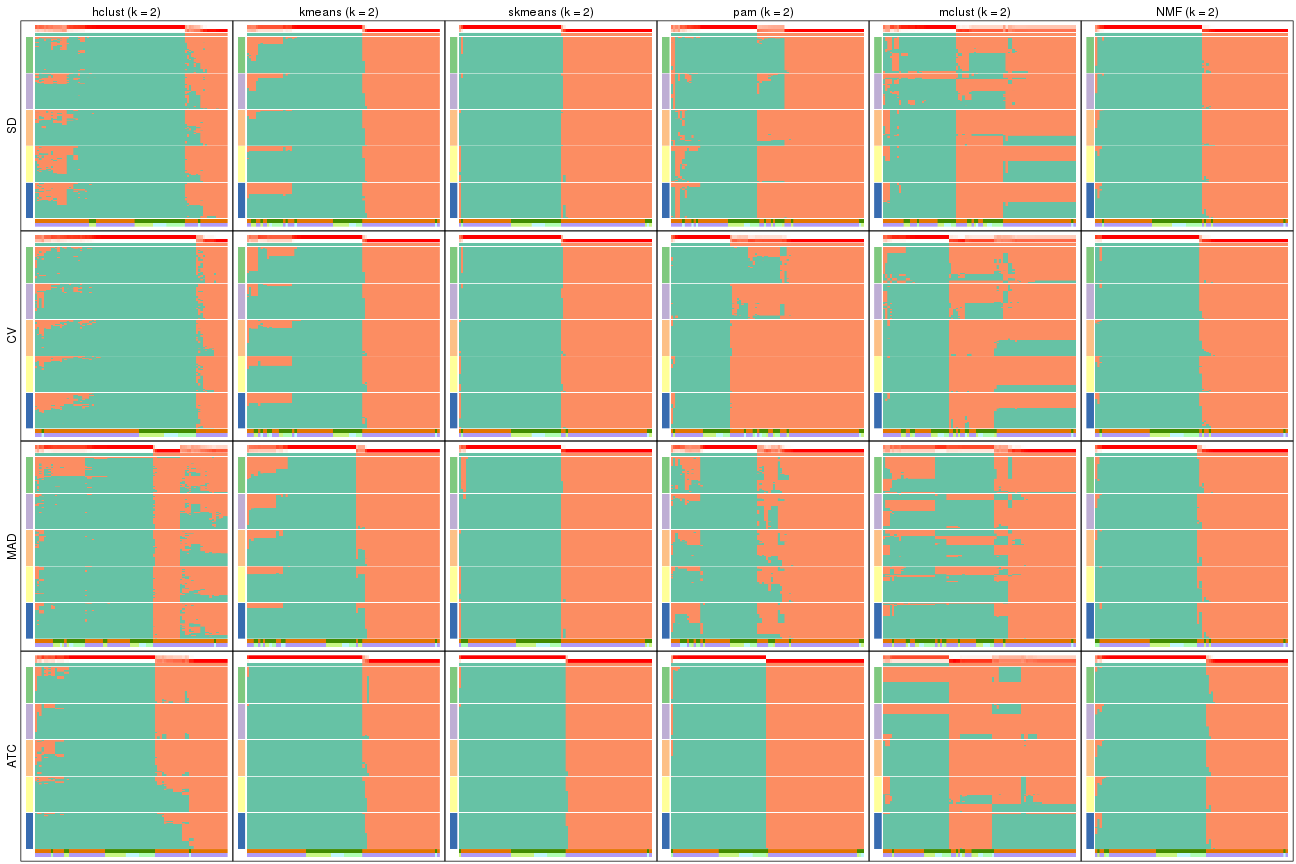 hclust (k = 2) kmeans (k = 2) skmeans (k = 2) pam (k = 2) mclust (k = 2) NMF (k = 2)
SD
CV
MAD
ATC